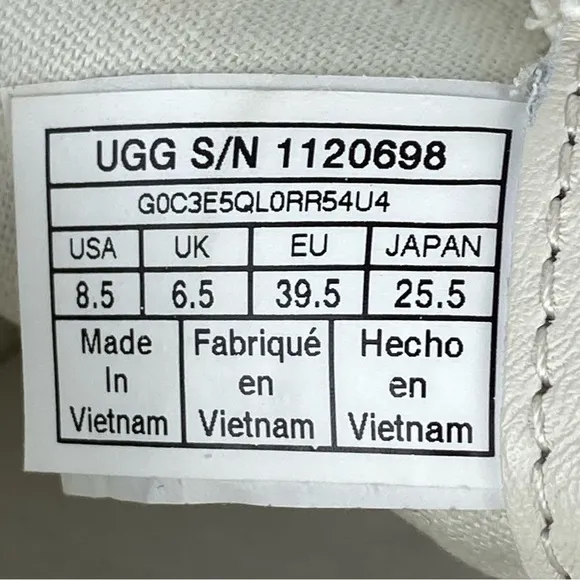 UGG S/N 1120698
G0C3E5QL0RR54U4
USA UK EU JAPAN
8.5 6.5 39.5 25.5
Made Fabriqué Hecho
In en en
Vietnam Vietnam Vietnam